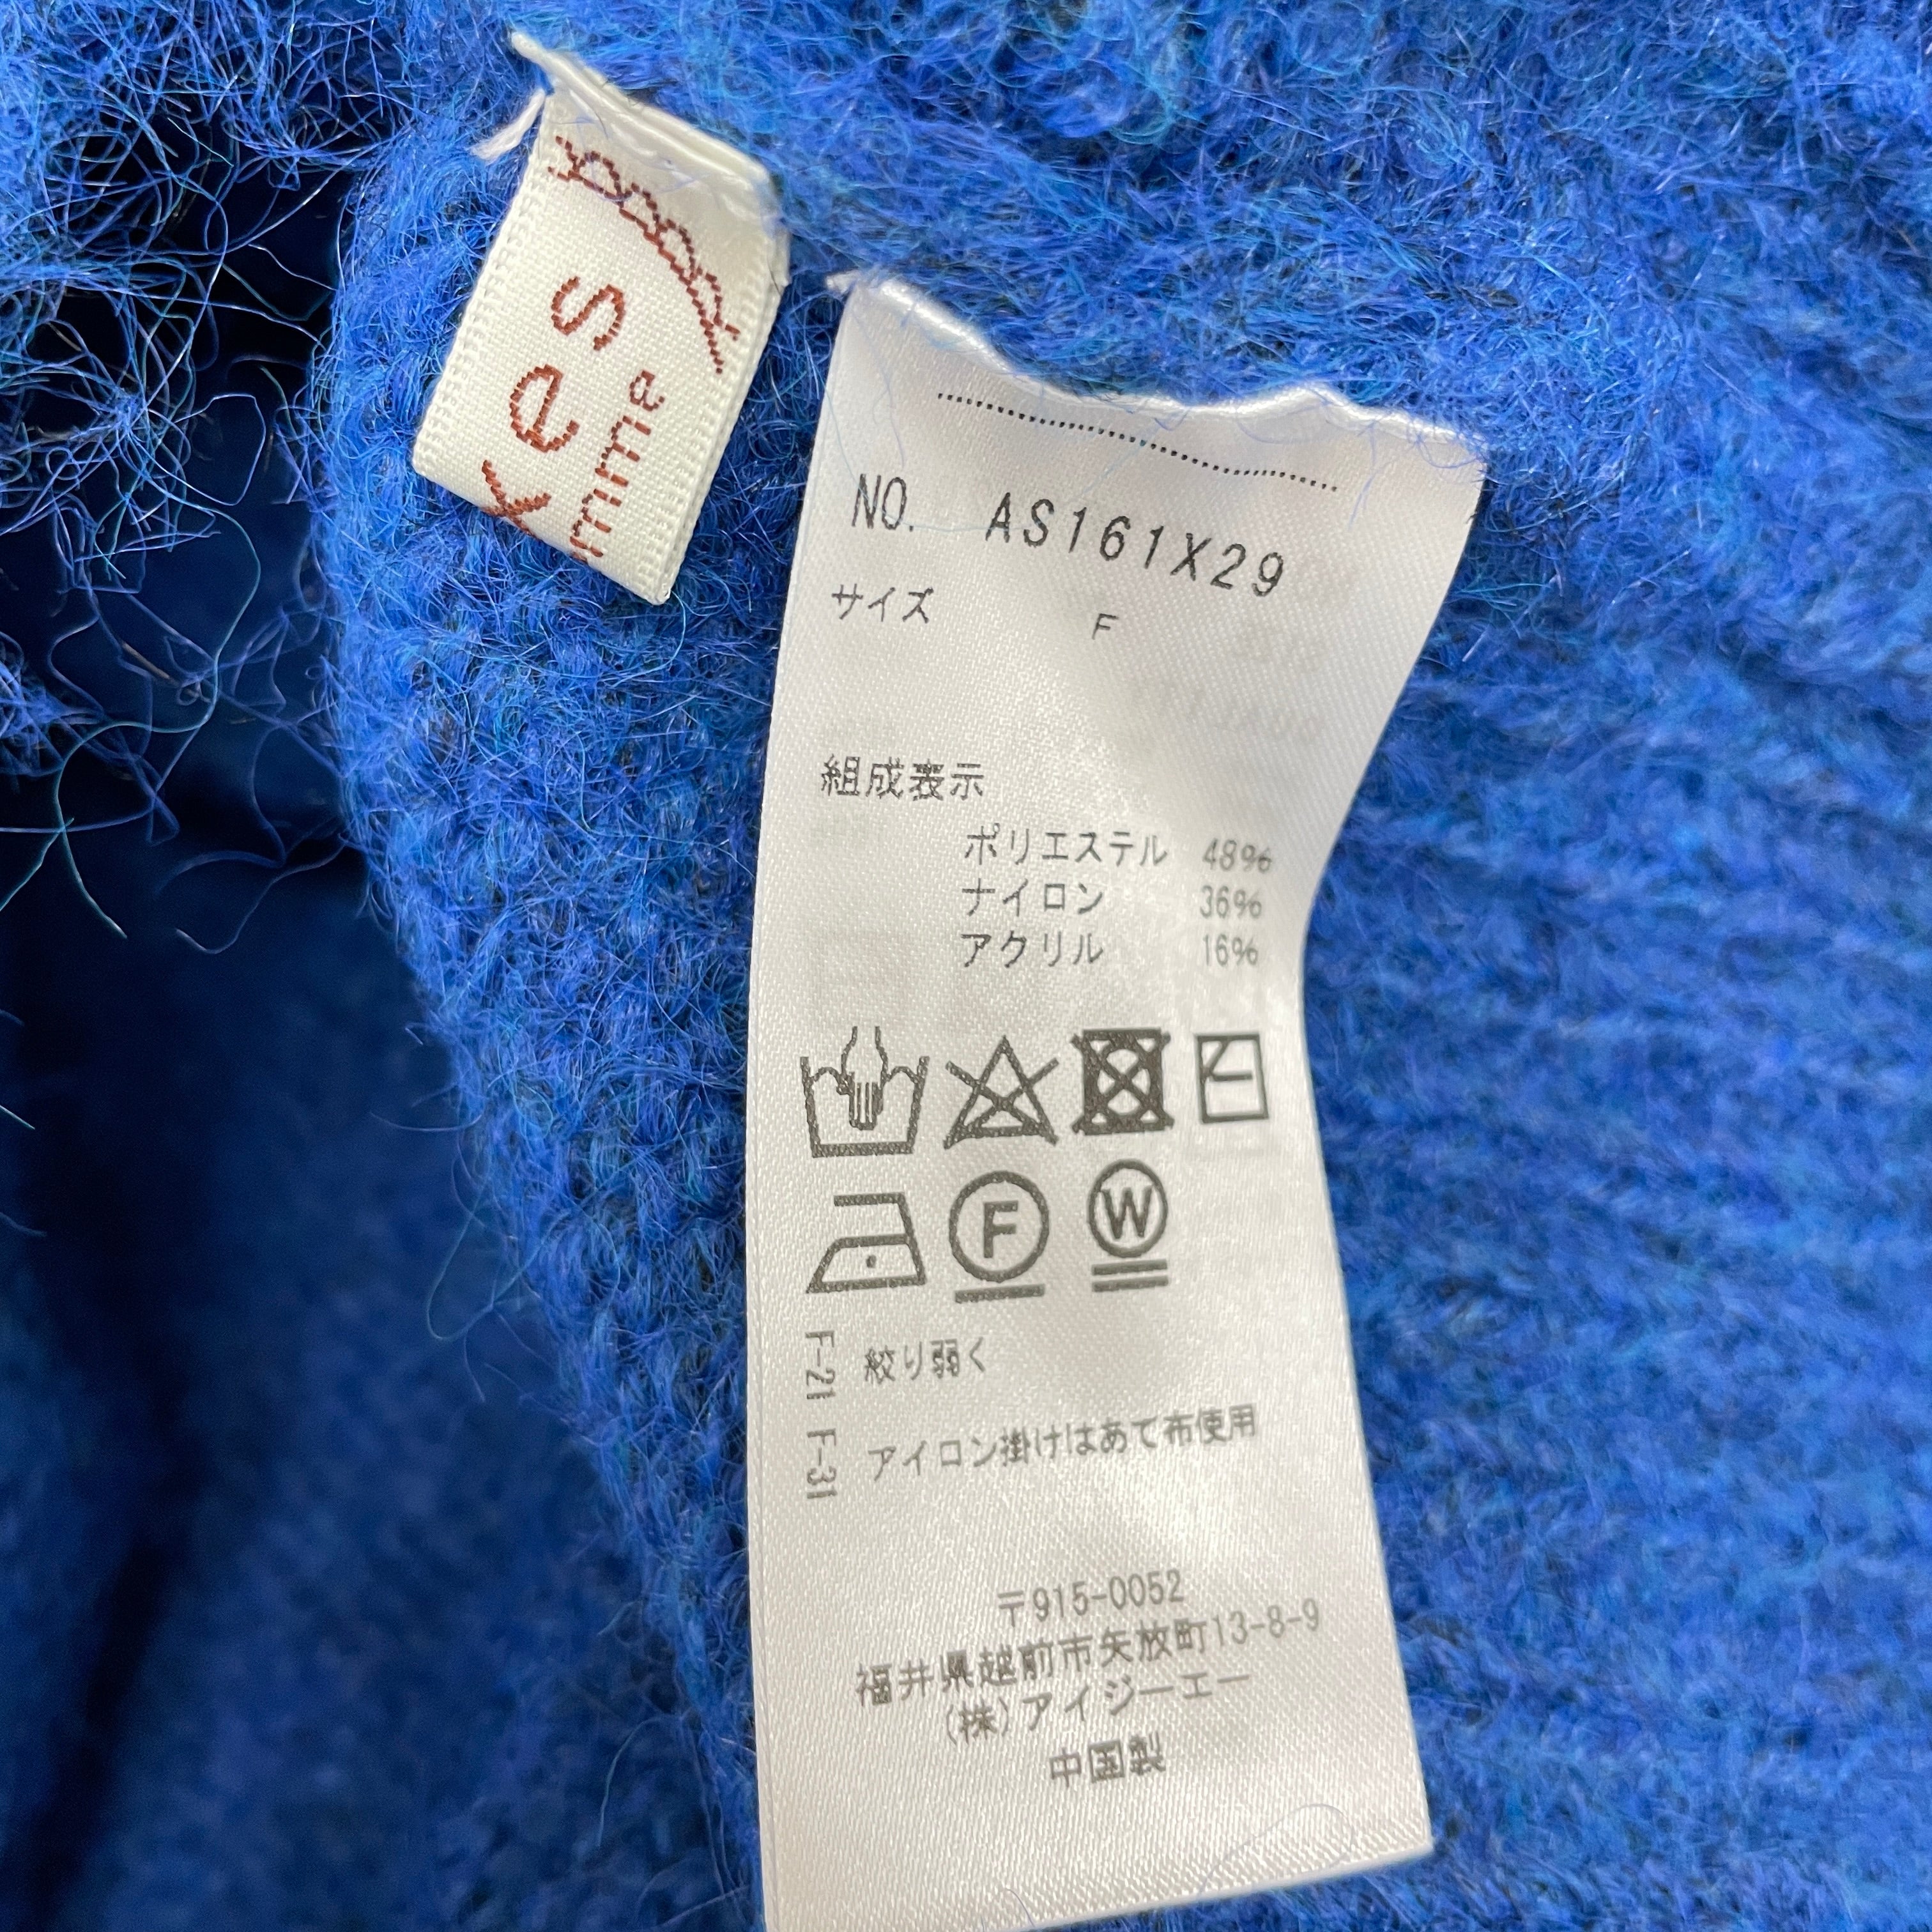 xes
mme
NO. AS161X29
サイズ F
組成表示
ポリエステル 48%
ナイロン 36%
アクリル 16%
F
W
F-21 絞り弱く
F-31 アイロン掛けはあて布使用
〒915-0052
福井県越前市矢放町13-8-9
(株)アイジーエー
中国製